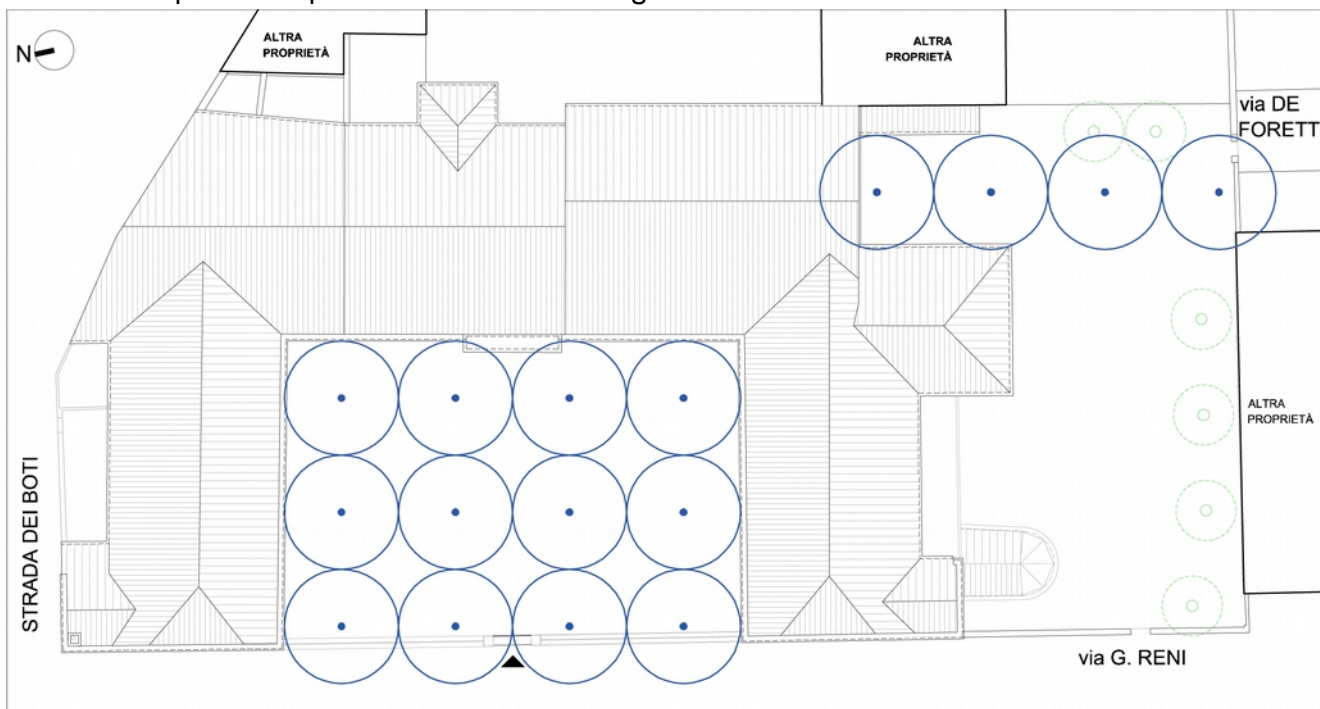 N
ALTRA
PROPRIETÀ
ALTRA
PROPRIETÀ
via DE
FORETT
ALTRA
PROPRIETÀ
STRADA DEI BOTI
via G. RENI